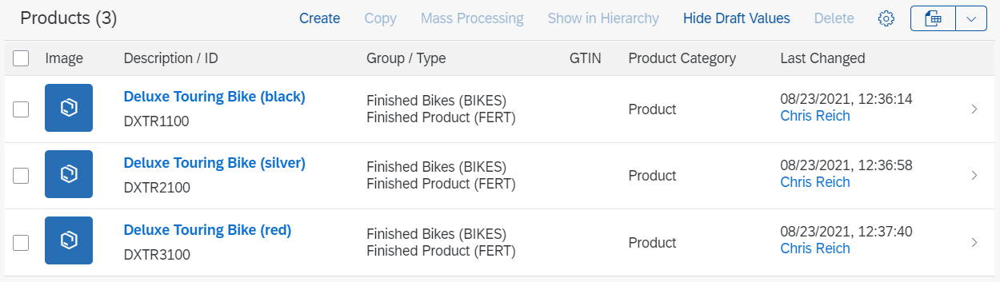 Products (3) Create Copy Mass Processing Show in Hierarchy Hide Draft Values Delete
Image Description / ID Group / Type GTIN Product Category Last Changed
Deluxe Touring Bike (black)
DXTR1100
Finished Bikes (BIKES)
Finished Product (FERT)
Product
08/23/2021, 12:36:14
Chris Reich
Deluxe Touring Bike (silver)
DXTR2100
Finished Bikes (BIKES)
Finished Product (FERT)
Product
08/23/2021, 12:36:58
Chris Reich
Deluxe Touring Bike (red)
DXTR3100
Finished Bikes (BIKES)
Finished Product (FERT)
Product
08/23/2021, 12:37:40
Chris Reich